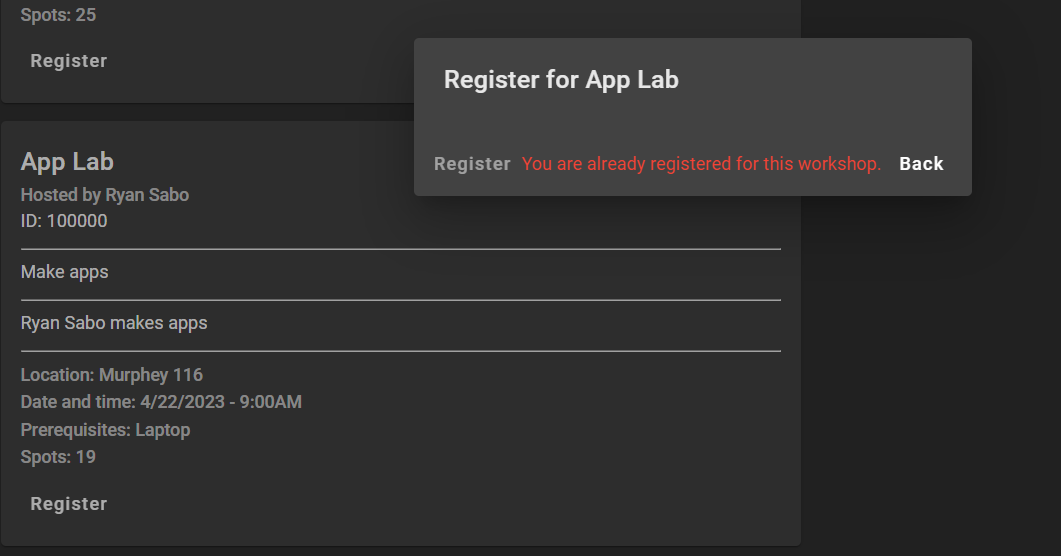 Spots: 25
Register
Register for App Lab
Register You are already registered for this workshop. Back
App Lab
Hosted by Ryan Sabo
ID: 100000
Make apps
Ryan Sabo makes apps
Location: Murphey 116
Date and time: 4/22/2023 - 9:00AM
Prerequisites: Laptop
Spots: 19
Register